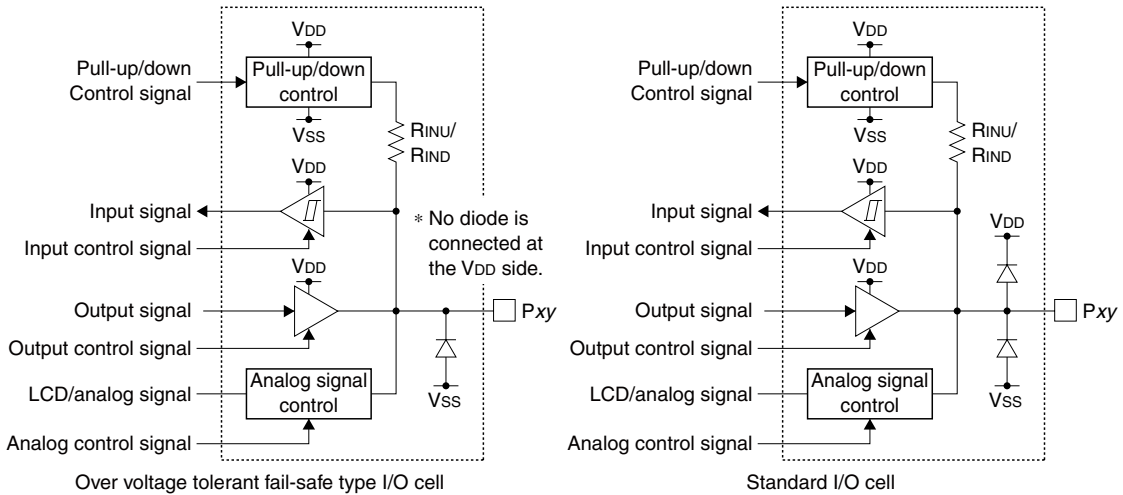 VDD
Pull-up/down
Control signal
Pull-up/down
control
VSS
RINU/
RIND
VDD
Input signal
Input control signal
* No diode is
connected at
the VDD side.
VDD
Output signal
Pxy
Output control signal
LCD/analog signal
Analog signal
control
VSS
Analog control signal
Over voltage tolerant fail-safe type I/O cell
VDD
Pull-up/down
Control signal
Pull-up/down
control
VSS
RINU/
RIND
VDD
Input signal
Input control signal
VDD
VDD
Output signal
Pxy
Output control signal
LCD/analog signal
Analog signal
control
VSS
Analog control signal
Standard I/O cell